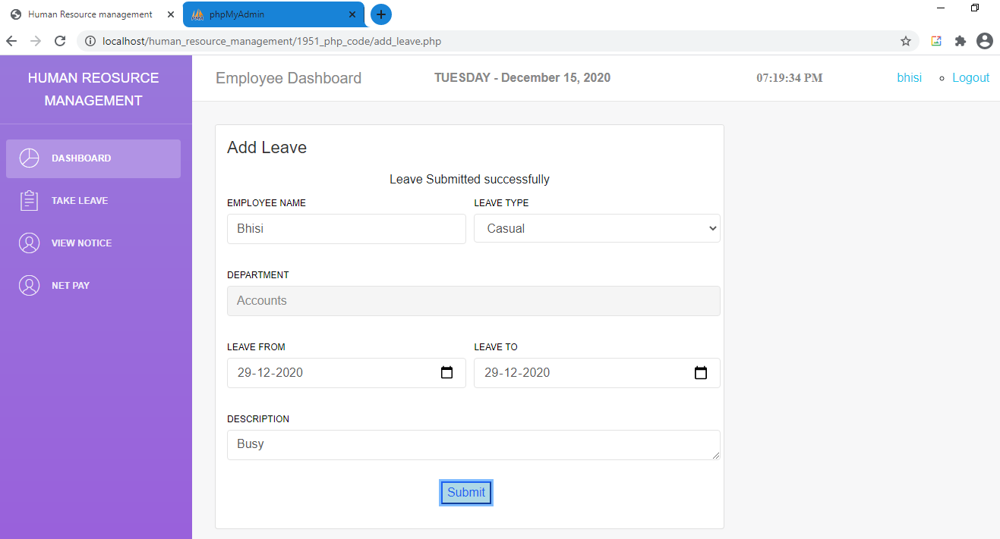 Human Resource management
phpMyAdmin
localhost/human_resource_management/1951_php_code/add_leave.php
HUMAN REOSURCE
MANAGEMENT
Employee Dashboard
TUESDAY - December 15, 2020
07:19:34 PM
bhisi
Logout
DASHBOARD
TAKE LEAVE
VIEW NOTICE
NET PAY
Add Leave
Leave Submitted successfully
EMPLOYEE NAME
LEAVE TYPE
Bhisi
Casual
DEPARTMENT
Accounts
LEAVE FROM
LEAVE TO
29-12-2020
29-12-2020
DESCRIPTION
Busy
Submit